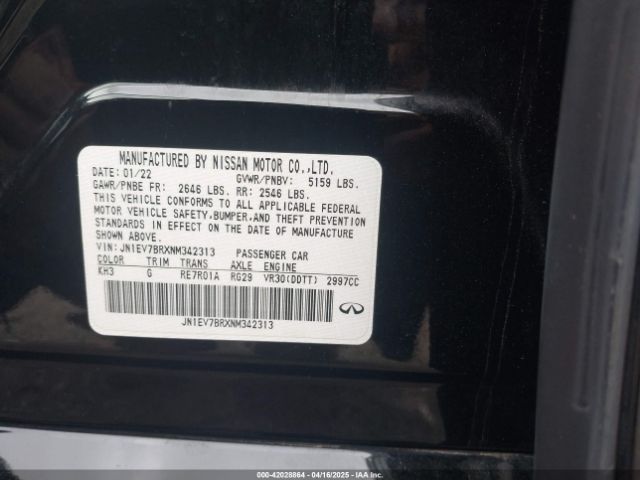 MANUFACTURED BY NISSAN MOTOR CO.,LTD.
DATE: 01/22 GVWR/PNBV: 5159 LBS.
GAWR/PNBE FR: 2646 LBS. RR: 2546 LBS.
THIS VEHICLE CONFORMS TO ALL APPLICABLE FEDERAL
MOTOR VEHICLE SAFETY,BUMPER,AND THEFT PREVENTION
STANDARDS IN EFFECT ON THE DATE OF MANUFACTURE
SHOWN ABOVE.
VIN: JN1EV7BRXNM342313 PASSENGER CAR
COLOR TRIM TRANS AXLE ENGINE
KH3 G RE7R01A RG29 VR30(DDTT) 2997CC
JN1EV7BRXNM342313
000-42028864 - 04/16/2025 - IAA Inc.